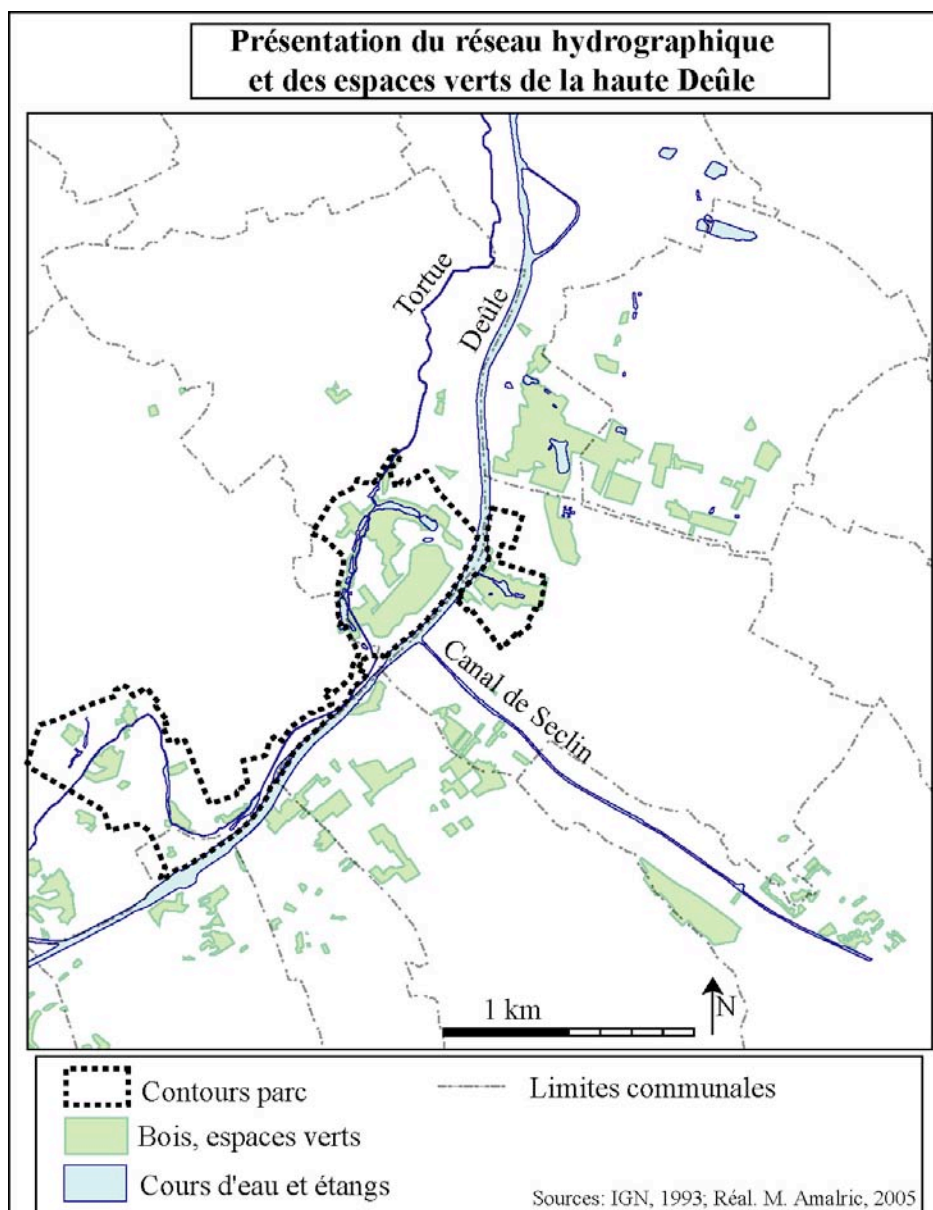 Présentation du réseau hydrographique
et des espaces verts de la haute Deûle
Tortue
Deûle
Canal de Seclin
1 km
N
Contours parc
Limites communales
Bois, espaces verts
Cours d'eau et étangs
Sources: IGN, 1993; Réal. M. Amalric, 2005